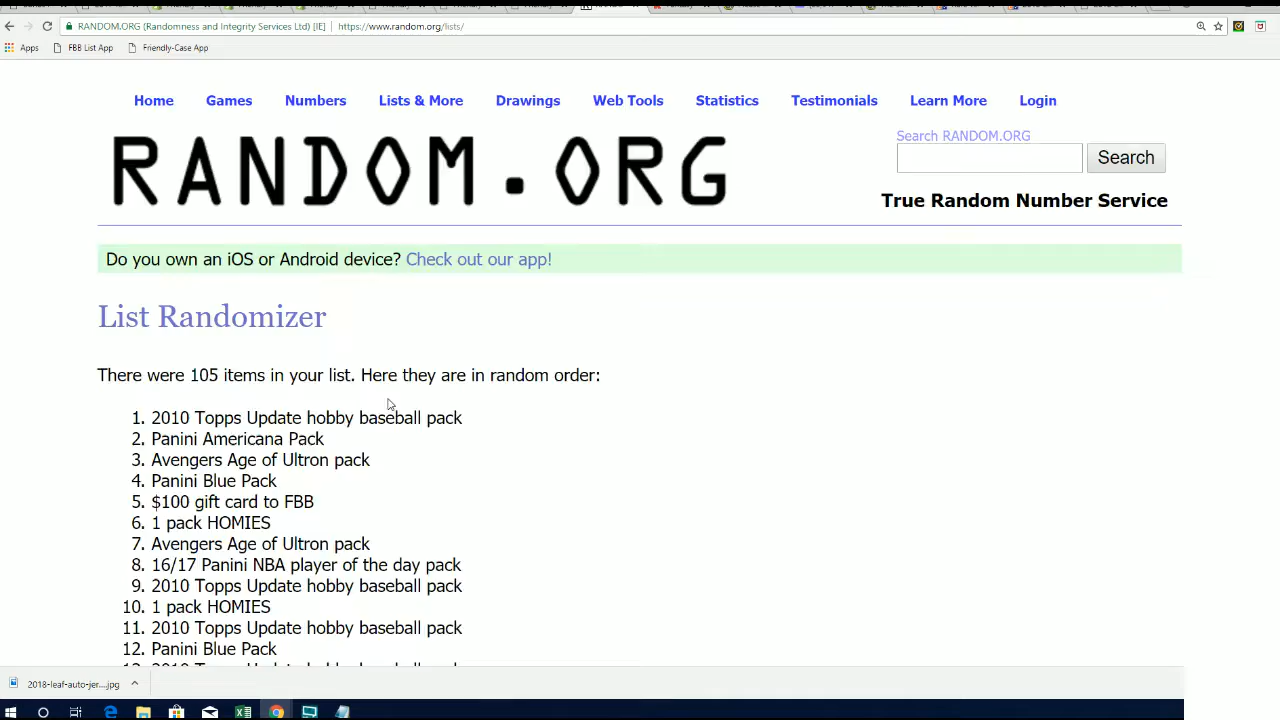 RANDOM.ORG (Randomness and Integrity Services Ltd) [IE] https://www.random.org/lists/
Apps FBB List App Friendly-Case App
Home Games Numbers Lists & More Drawings Web Tools Statistics Testimonials Learn More Login
RANDOM.ORG
Search RANDOM.ORG
Search
True Random Number Service
Do you own an iOS or Android device? Check out our app!
List Randomizer
There were 105 items in your list. Here they are in random order:
1. 2010 Topps Update hobby baseball pack
2. Panini Americana Pack
3. Avengers Age of Ultron pack
4. Panini Blue Pack
5. $100 gift card to FBB
6. 1 pack HOMIES
7. Avengers Age of Ultron pack
8. 16/17 Panini NBA player of the day pack
9. 2010 Topps Update hobby baseball pack
10. 1 pack HOMIES
11. 2010 Topps Update hobby baseball pack
12. Panini Blue Pack
2018-leaf-auto-jer....jpg